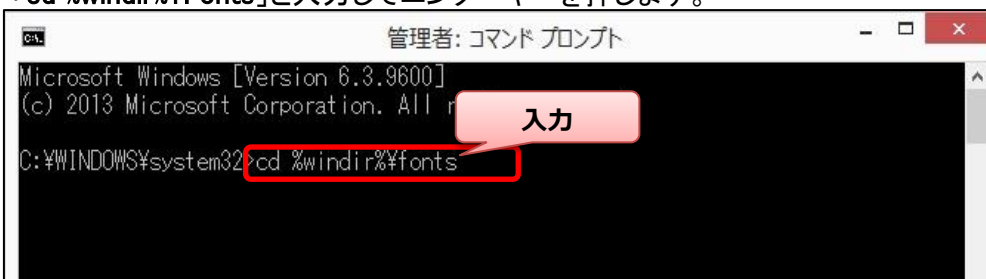 cd %windir%¥Fonts」と入力してエンターキーを押します。
管理者: コマンド プロンプト
Microsoft Windows [Version 6.3.9600]
(c) 2013 Microsoft Corporation. All
入力
C:¥WINDOWS¥system32>cd %windir%¥fonts